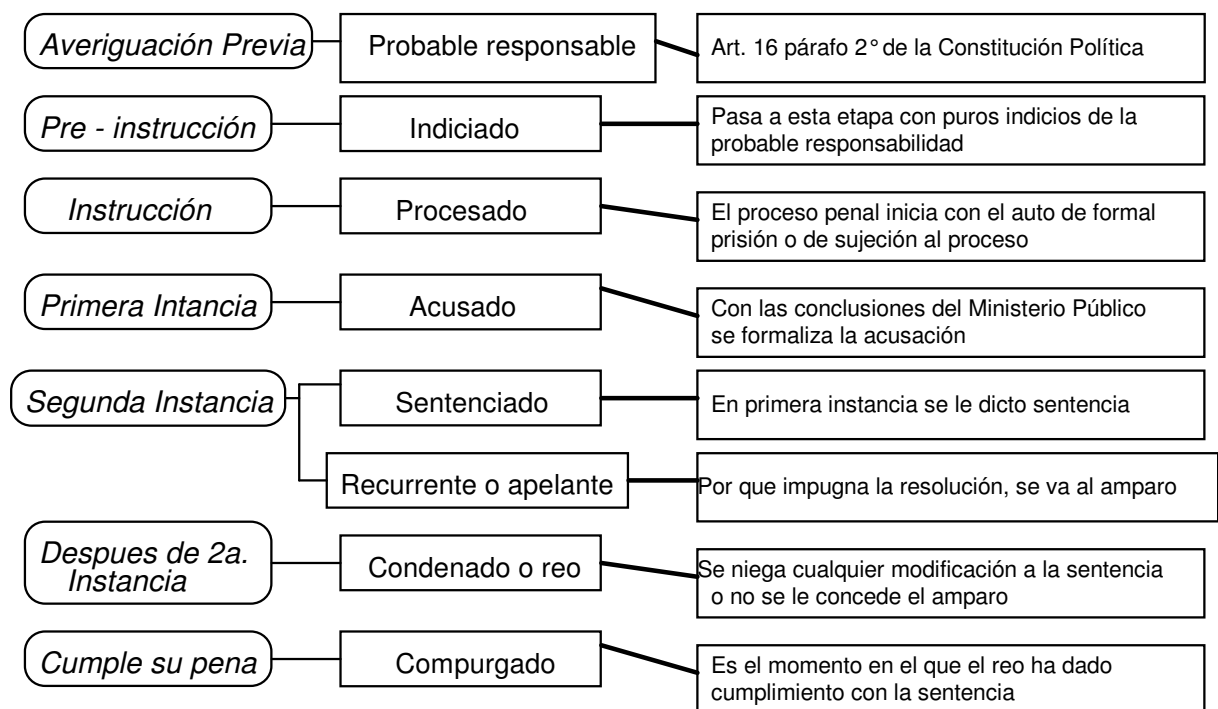 Averiguación Previa
Probable responsable
Art. 16 párafo 2° de la Constitución Política
Pre - instrucción
Indiciado
Pasa a esta etapa con puros indicios de la
probable responsabilidad
Instrucción
Procesado
El proceso penal inicia con el auto de formal
prisión o de sujeción al proceso
Primera Intancia
Acusado
Con las conclusiones del Ministerio Público
se formaliza la acusación
Segunda Instancia
Sentenciado
En primera instancia se le dicto sentencia
Recurrente o apelante
Por que impugna la resolución, se va al amparo
Despues de 2a.
Instancia
Condenado o reo
Se niega cualquier modificación a la sentencia
o no se le concede el amparo
Cumple su pena
Compurgado
Es el momento en el que el reo ha dado
cumplimiento con la sentencia